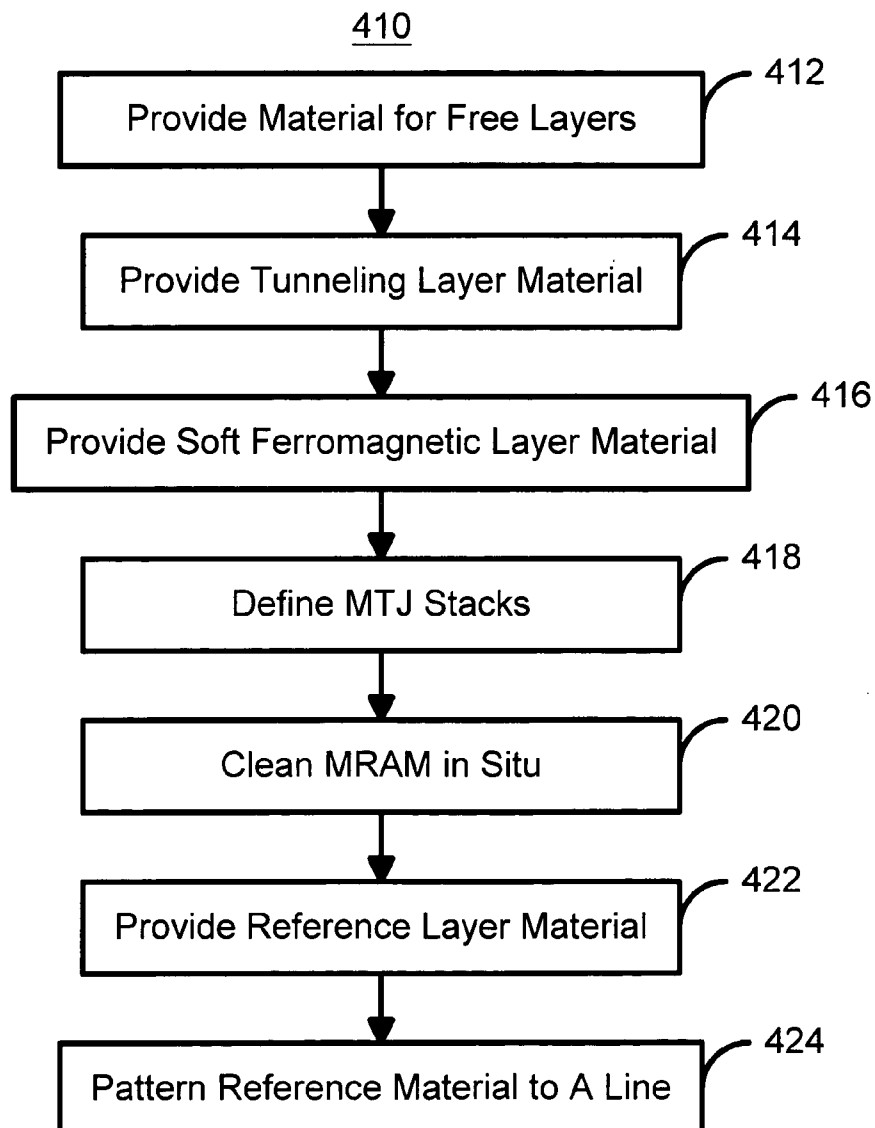 410
412
Provide Material for Free Layers
414
Provide Tunneling Layer Material
416
Provide Soft Ferromagnetic Layer Material
418
Define MTJ Stacks
420
Clean MRAM in Situ
422
Provide Reference Layer Material
424
Pattern Reference Material to A Line